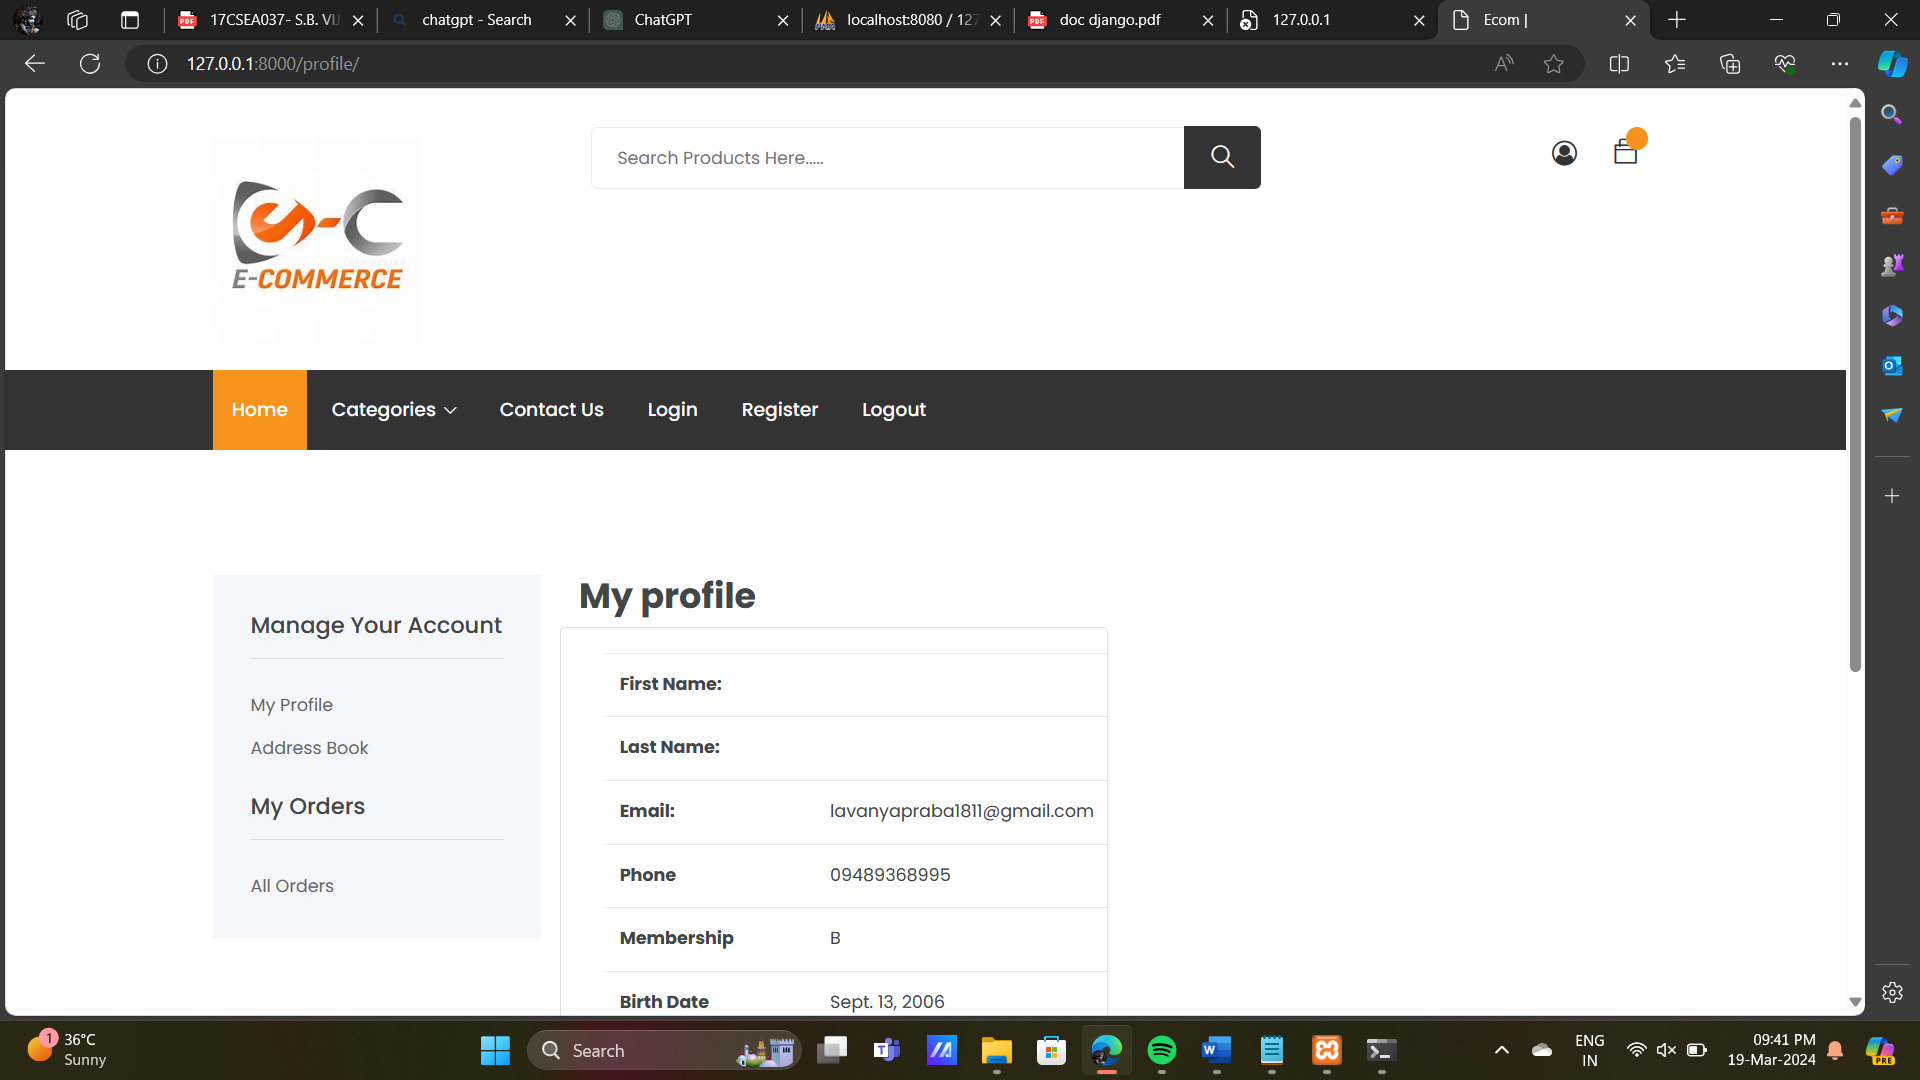 17CSEA037- S.B. VIJ
chatgpt - Search
ChatGPT
localhost:8080 / 127
doc django.pdf
127.0.0.1
Ecom |
127.0.0.1:8000/profile/
Search Products Here.....
E-COMMERCE
Home
Categories
Contact Us
Login
Register
Logout
Manage Your Account
My Profile
Address Book
My Orders
All Orders
My profile
First Name:
Last Name:
Email: lavanyapraba1811@gmail.com
Phone 09489368995
Membership B
Birth Date Sept. 13, 2006
1
36°C
Sunny
Search
ENG
IN
09:41 PM
19-Mar-2024
PRE